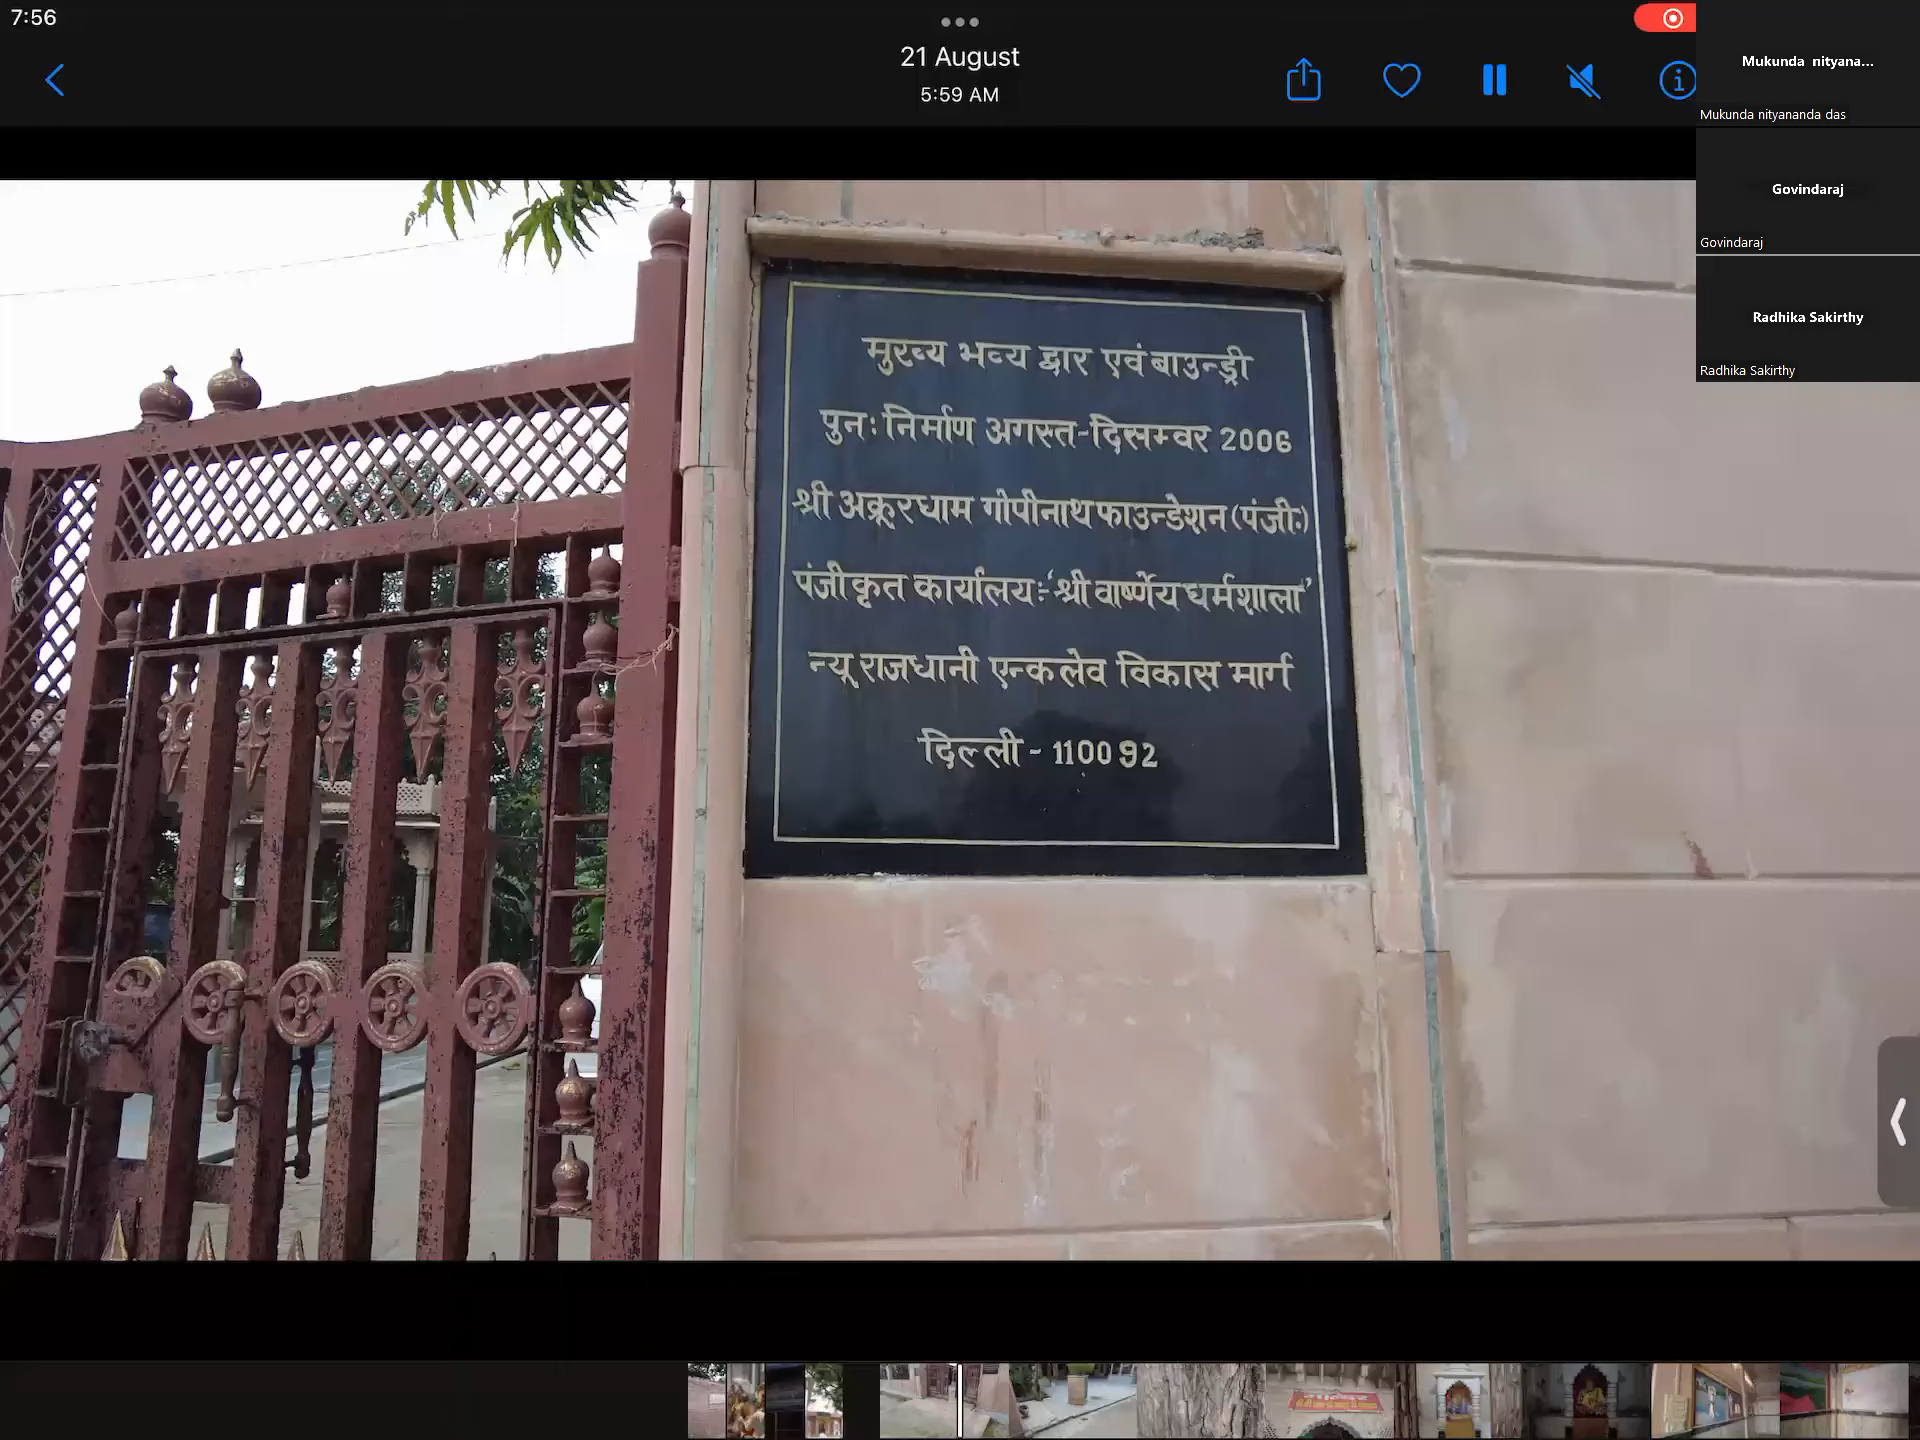 7:56
21 August
5:59 AM
Mukunda nityana...
Mukunda nityananda das
Govindaraj
Govindaraj
Radhika Sakirthy
Radhika Sakirthy
मुख्य भव्य द्वार एवं बाउन्ड्री
पुनः निर्माण अगस्त-दिसम्वर 2006
श्री अक्रूरधाम गोपीनाथ फाउन्डेशन (पंजीः)
पंजीकृत कार्यालयः- 'श्री वार्ष्णेय धर्मशाला'
न्यू राजधानी एन्कलेव विकास मार्ग
दिल्ली - 110092